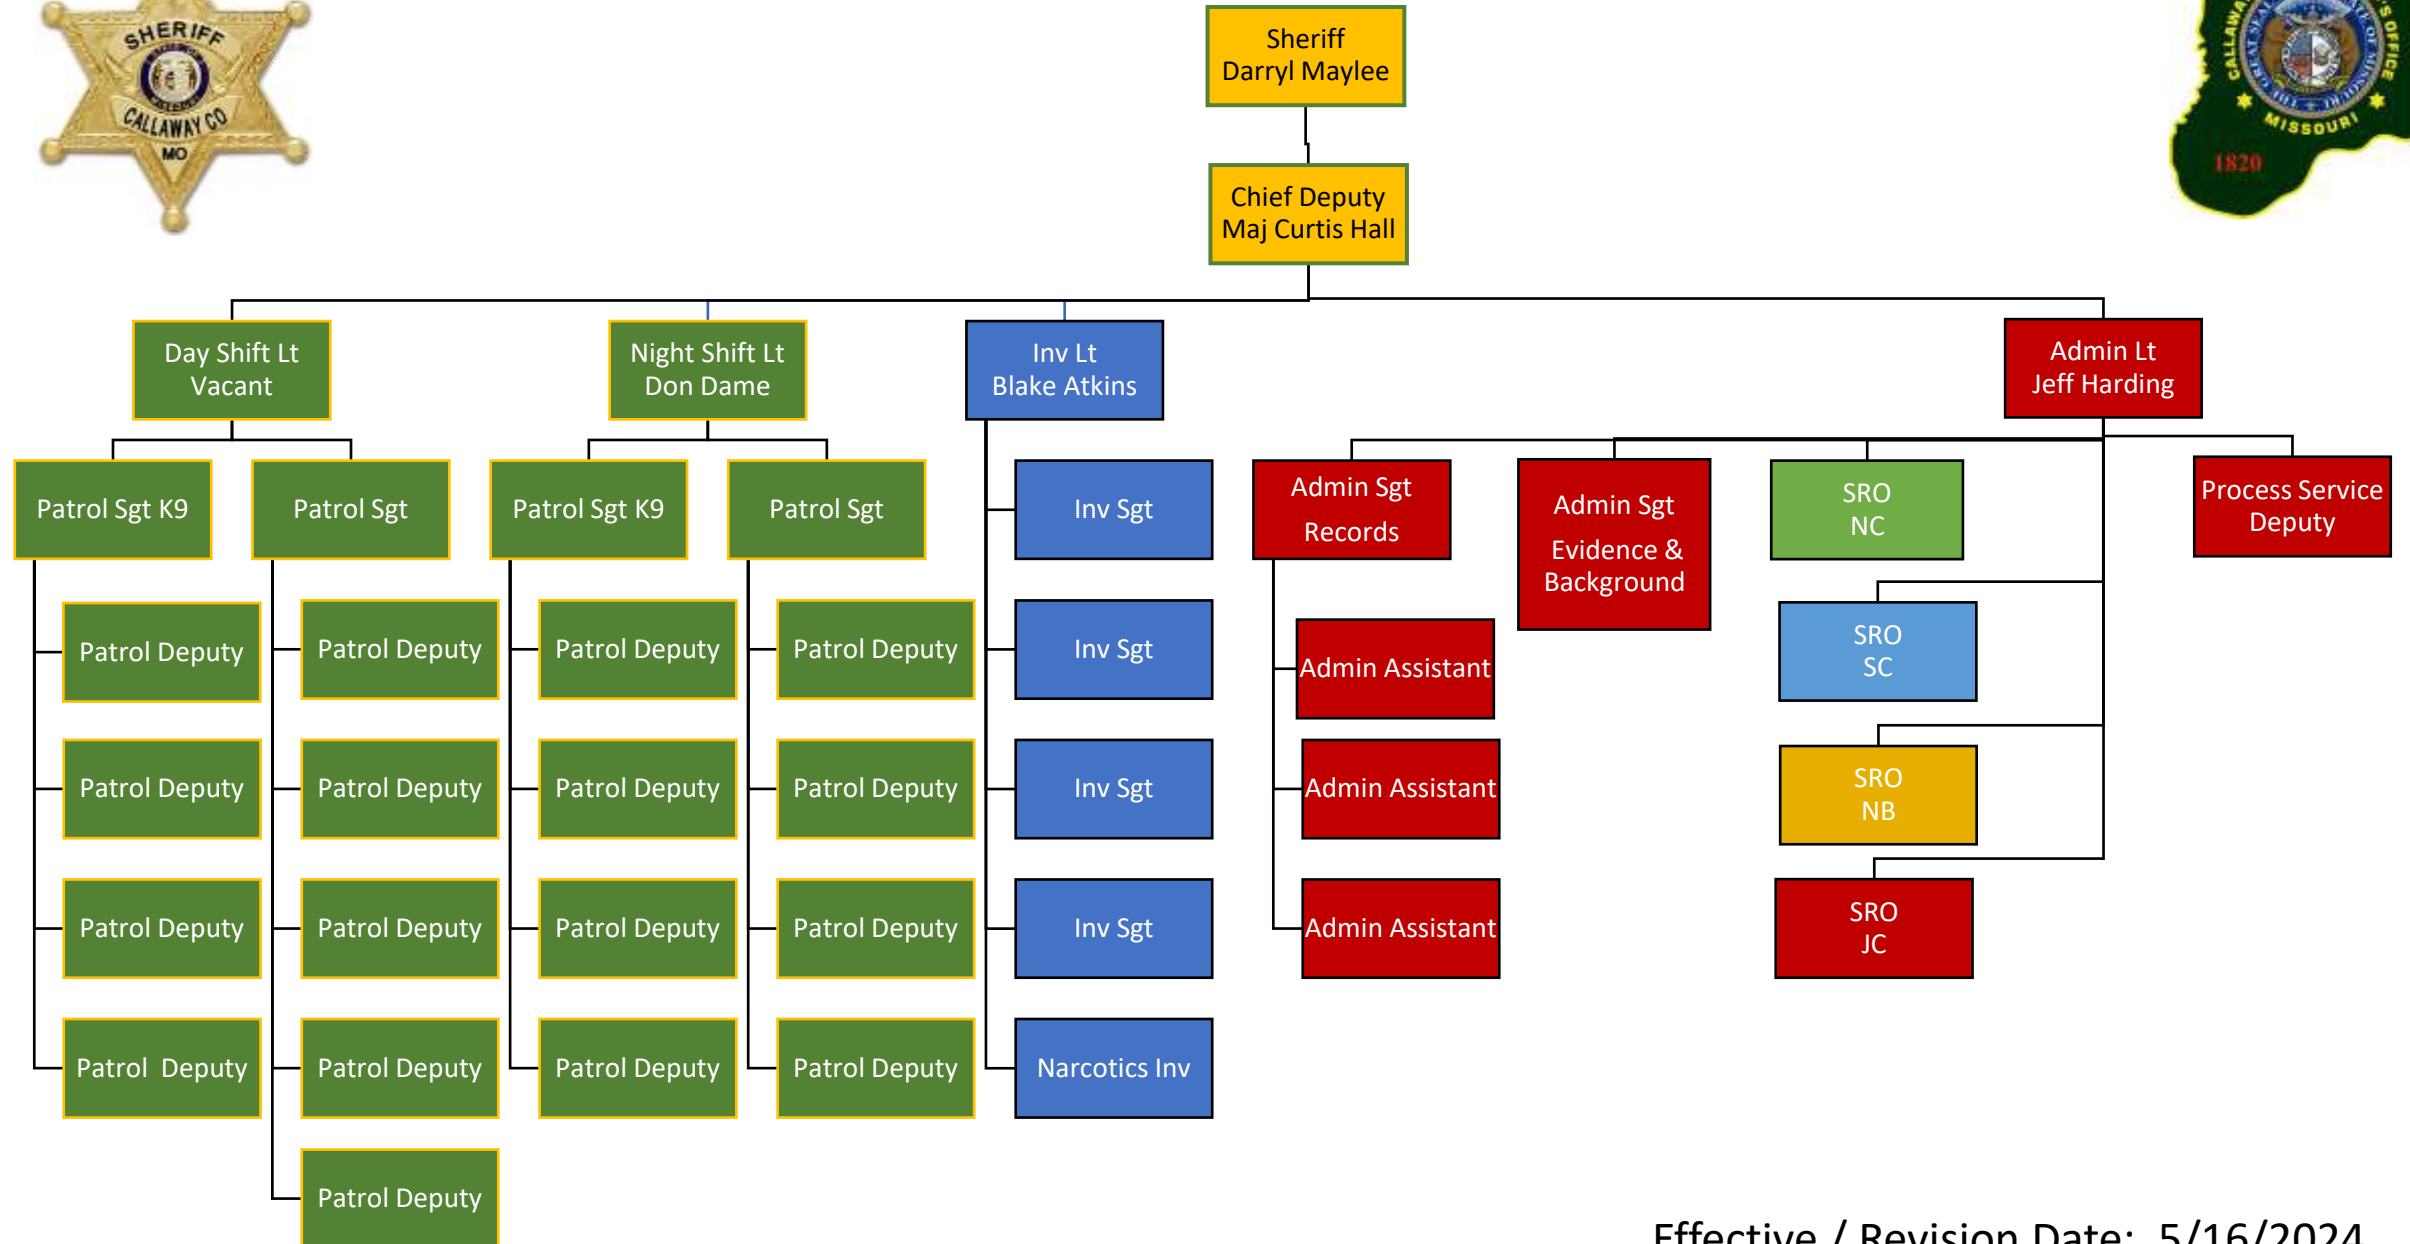 SHERIFF
CALLAWAY CO
MO
Sheriff
Darryl Maylee
MISSOURI
1820
Chief Deputy
Maj Curtis Hall
Day Shift Lt
Vacant
Night Shift Lt
Don Dame
Inv Lt
Blake Atkins
Admin Lt
Jeff Harding
Patrol Sgt K9
Patrol Sgt
Patrol Sgt K9
Patrol Sgt
Inv Sgt
Admin Sgt
Records
Admin Sgt
Evidence &
Background
SRO
NC
Process Service
Deputy
Patrol Deputy
Patrol Deputy
Patrol Deputy
Patrol Deputy
Inv Sgt
Admin Assistant
SRO
SC
Patrol Deputy
Patrol Deputy
Patrol Deputy
Patrol Deputy
Inv Sgt
Admin Assistant
SRO
NB
Patrol Deputy
Patrol Deputy
Patrol Deputy
Patrol Deputy
Inv Sgt
Admin Assistant
SRO
JC
Patrol  Deputy
Patrol Deputy
Patrol Deputy
Patrol Deputy
Narcotics Inv
Patrol Deputy
Effective / Revision Date:  5/16/2024